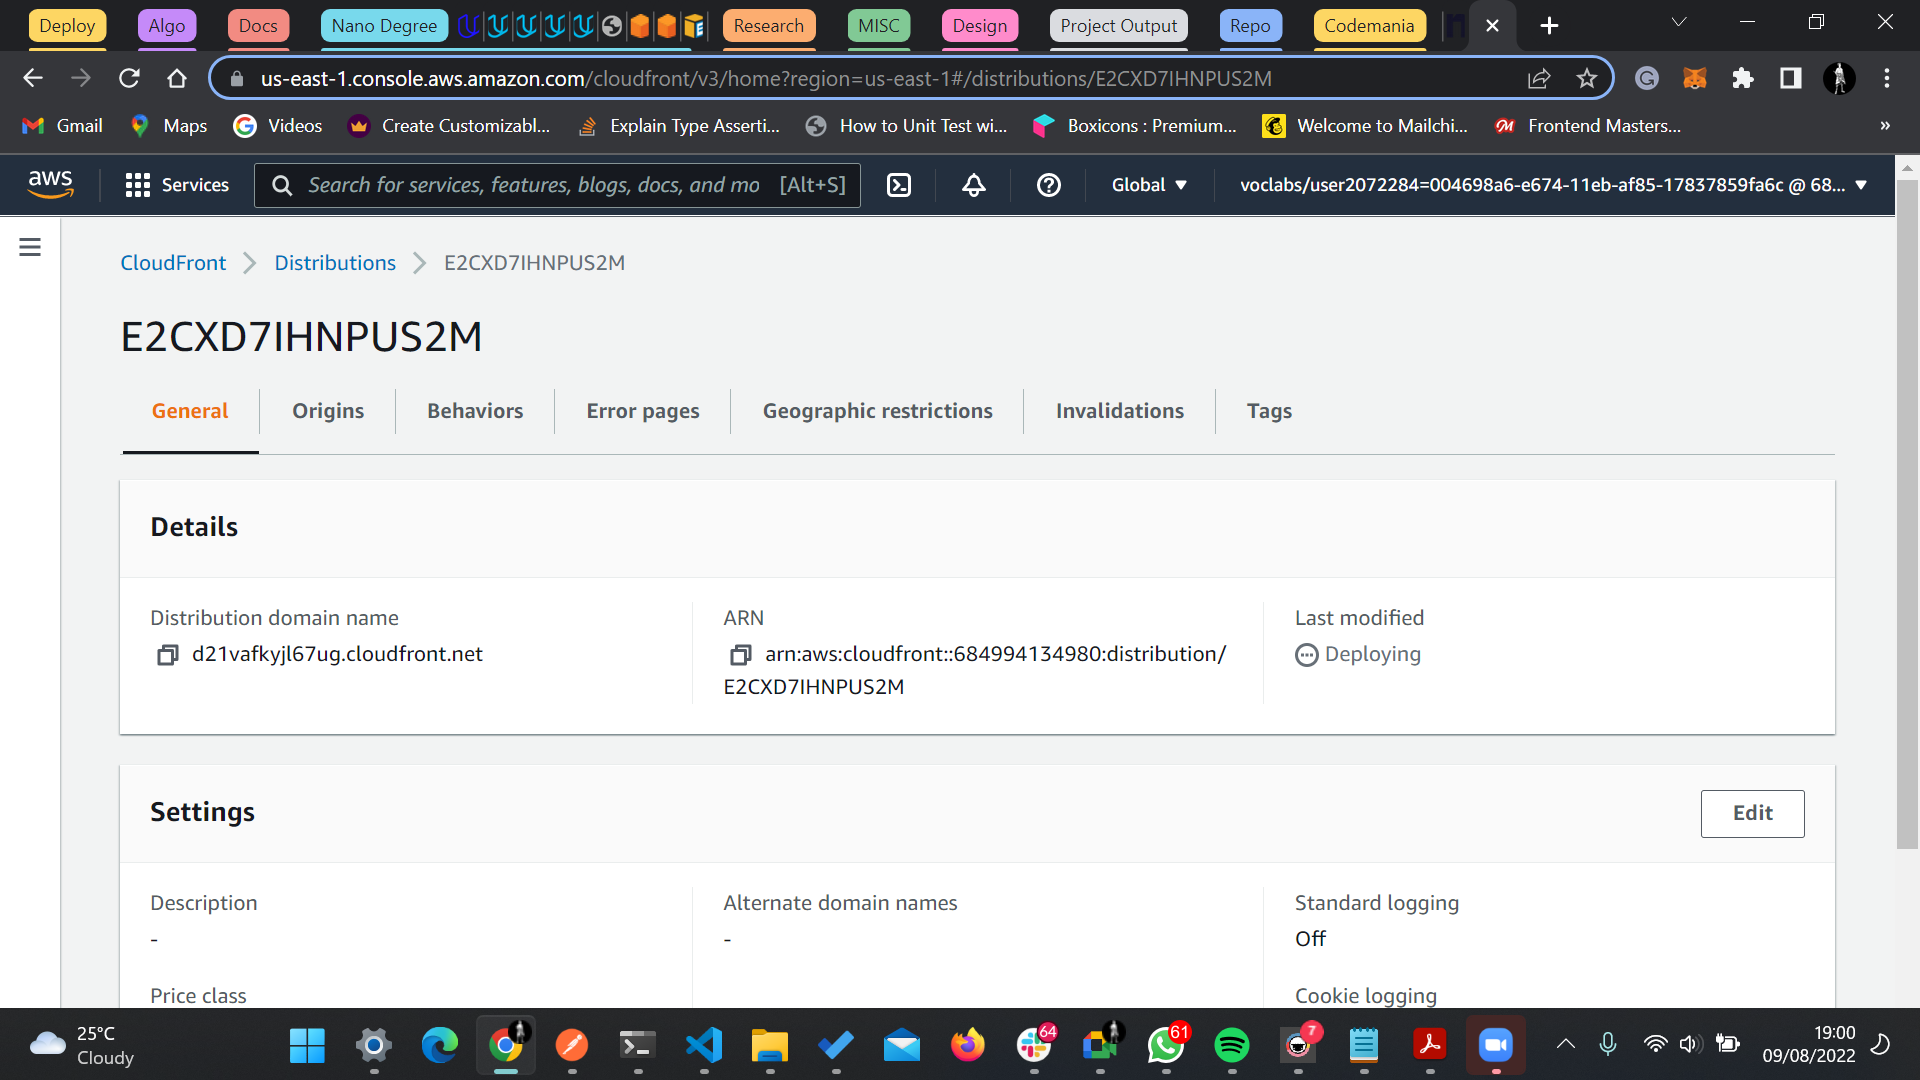 Deploy Algo Docs Nano Degree Research MISC Design Project Output Repo Codemania
us-east-1.console.aws.amazon.com/cloudfront/v3/home?region=us-east-1#/distributions/E2CXD7IHNPUS2M
Gmail Maps Videos Create Customizabl... Explain Type Asserti... How to Unit Test wi... Boxicons : Premium... Welcome to Mailchi... Frontend Masters... »
aws Services Search for services, features, blogs, docs, and mo [Alt+S] Global voclabs/user2072284=004698a6-e674-11eb-af85-17837859fa6c @ 68...
CloudFront Distributions E2CXD7IHNPUS2M
E2CXD7IHNPUS2M
General Origins Behaviors Error pages Geographic restrictions Invalidations Tags
Details
Distribution domain name ARN Last modified
d21vafkyjl67ug.cloudfront.net arn:aws:cloudfront::684994134980:distribution/ Deploying
E2CXD7IHNPUS2M
Settings Edit
Description Alternate domain names Standard logging
- - Off
Price class Cookie logging
25°C 64 61 7 19:00
Cloudy 09/08/2022